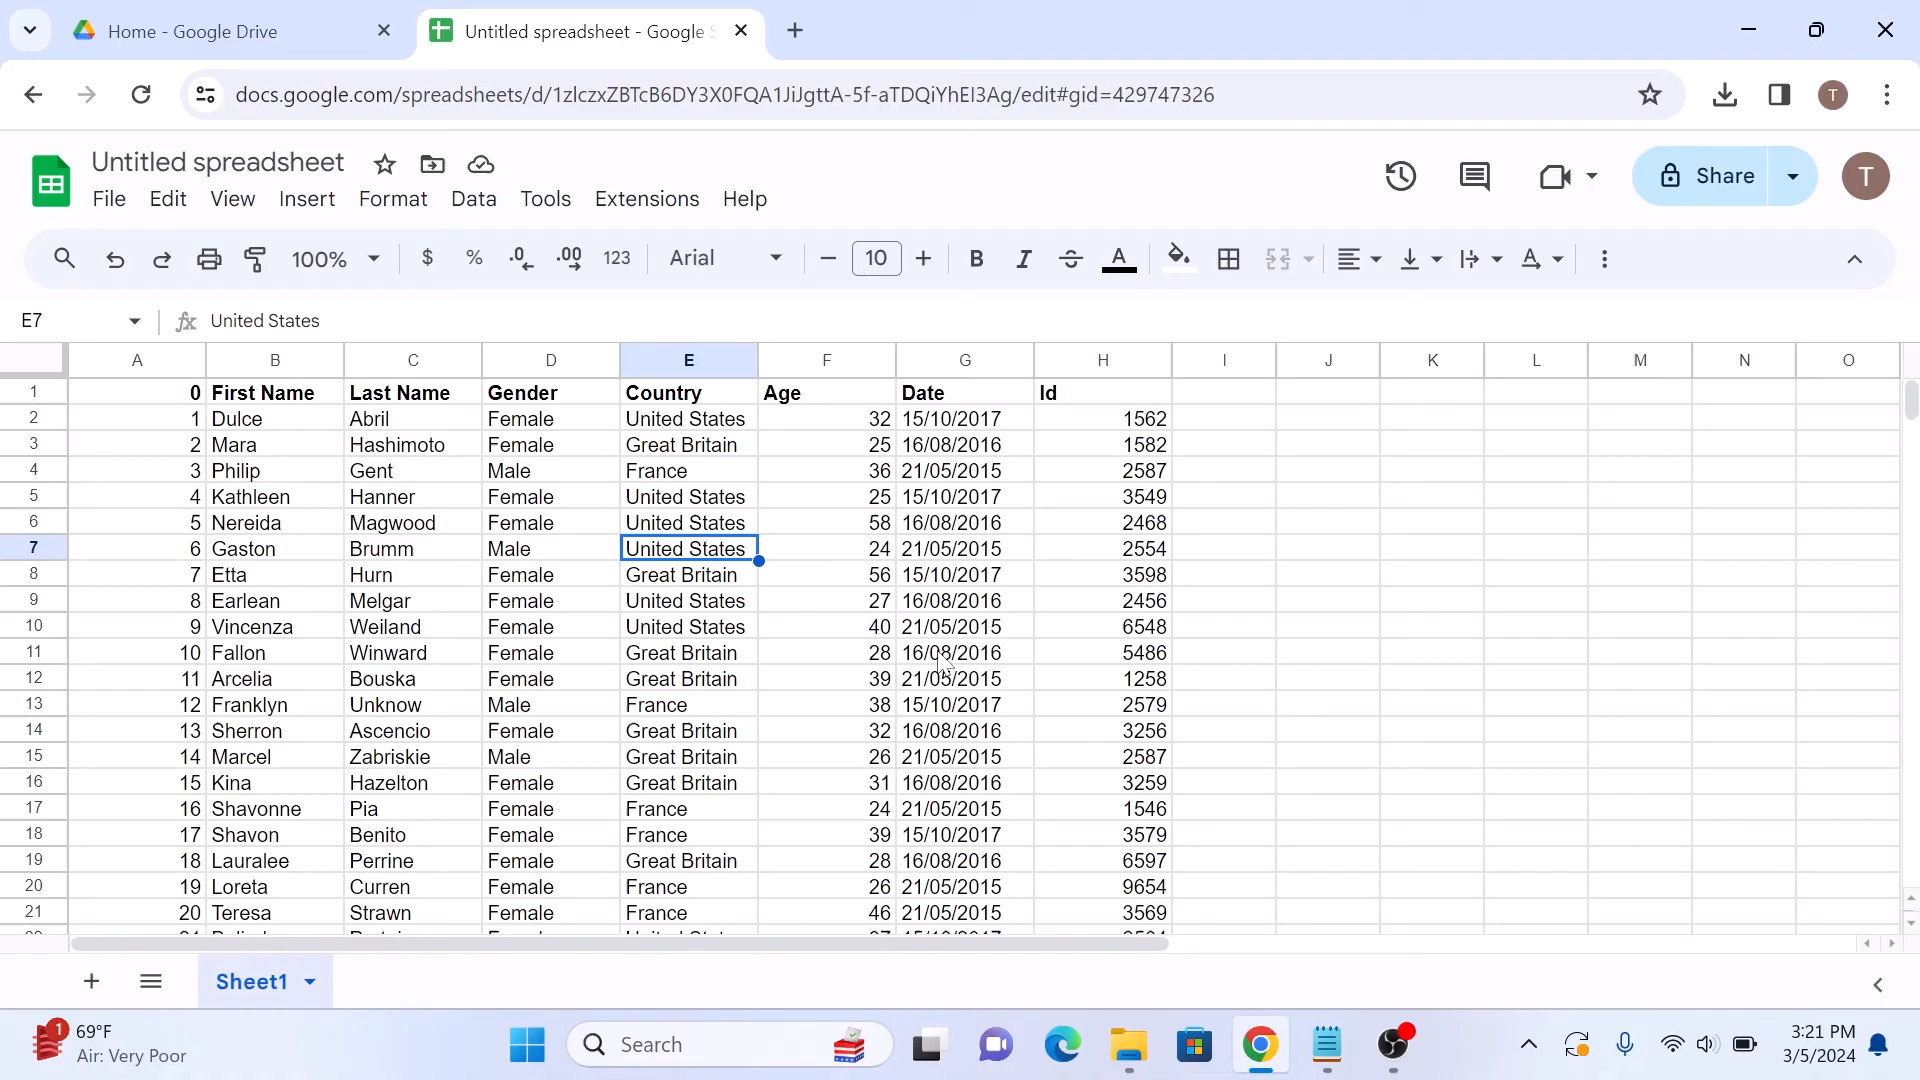 Home - Google Drive
Untitled spreadsheet - Google S
docs.google.com/spreadsheets/d/1zlczxZBTcB6DY3X0FQA1JiJgttA-5f-aTDQiYhEI3Ag/edit#gid=429747326
T
Untitled spreadsheet
Share
T
File Edit View Insert Format Data Tools Extensions Help
100% $ % .0 .00 123 Arial 10 B I S A A
E7 fx United States
A B C D E F G H I J K L M N O
1 0 First Name Last Name Gender Country Age Date Id
2 1 Dulce Abril Female United States 32 15/10/2017 1562
3 2 Mara Hashimoto Female Great Britain 25 16/08/2016 1582
4 3 Philip Gent Male France 36 21/05/2015 2587
5 4 Kathleen Hanner Female United States 25 15/10/2017 3549
6 5 Nereida Magwood Female United States 58 16/08/2016 2468
7 6 Gaston Brumm Male United States 24 21/05/2015 2554
8 7 Etta Hurn Female Great Britain 56 15/10/2017 3598
9 8 Earlean Melgar Female United States 27 16/08/2016 2456
10 9 Vincenza Weiland Female United States 40 21/05/2015 6548
11 10 Fallon Winward Female Great Britain 28 16/08/2016 5486
12 11 Arcelia Bouska Female Great Britain 39 21/05/2015 1258
13 12 Franklyn Unknow Male France 38 15/10/2017 2579
14 13 Sherron Ascencio Female Great Britain 32 16/08/2016 3256
15 14 Marcel Zabriskie Male Great Britain 26 21/05/2015 2587
16 15 Kina Hazelton Female Great Britain 31 16/08/2016 3259
17 16 Shavonne Pia Female France 24 21/05/2015 1546
18 17 Shavon Benito Female France 39 15/10/2017 3579
19 18 Lauralee Perrine Female Great Britain 28 16/08/2016 6597
20 19 Loreta Curren Female France 26 21/05/2015 9654
21 20 Teresa Strawn Female France 46 21/05/2015 3569
Sheet1
1 69°F
Air: Very Poor
Search
3:21 PM
3/5/2024